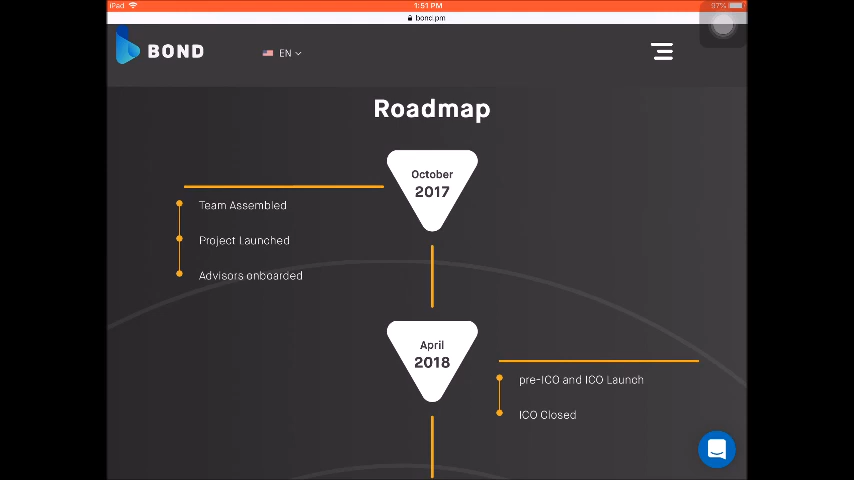 iPad
1:51 PM
97%
bond.pm
BOND
EN
Roadmap
October
2017
Team Assembled
Project Launched
Advisors onboarded
April
2018
pre-ICO and ICO Launch
ICO Closed